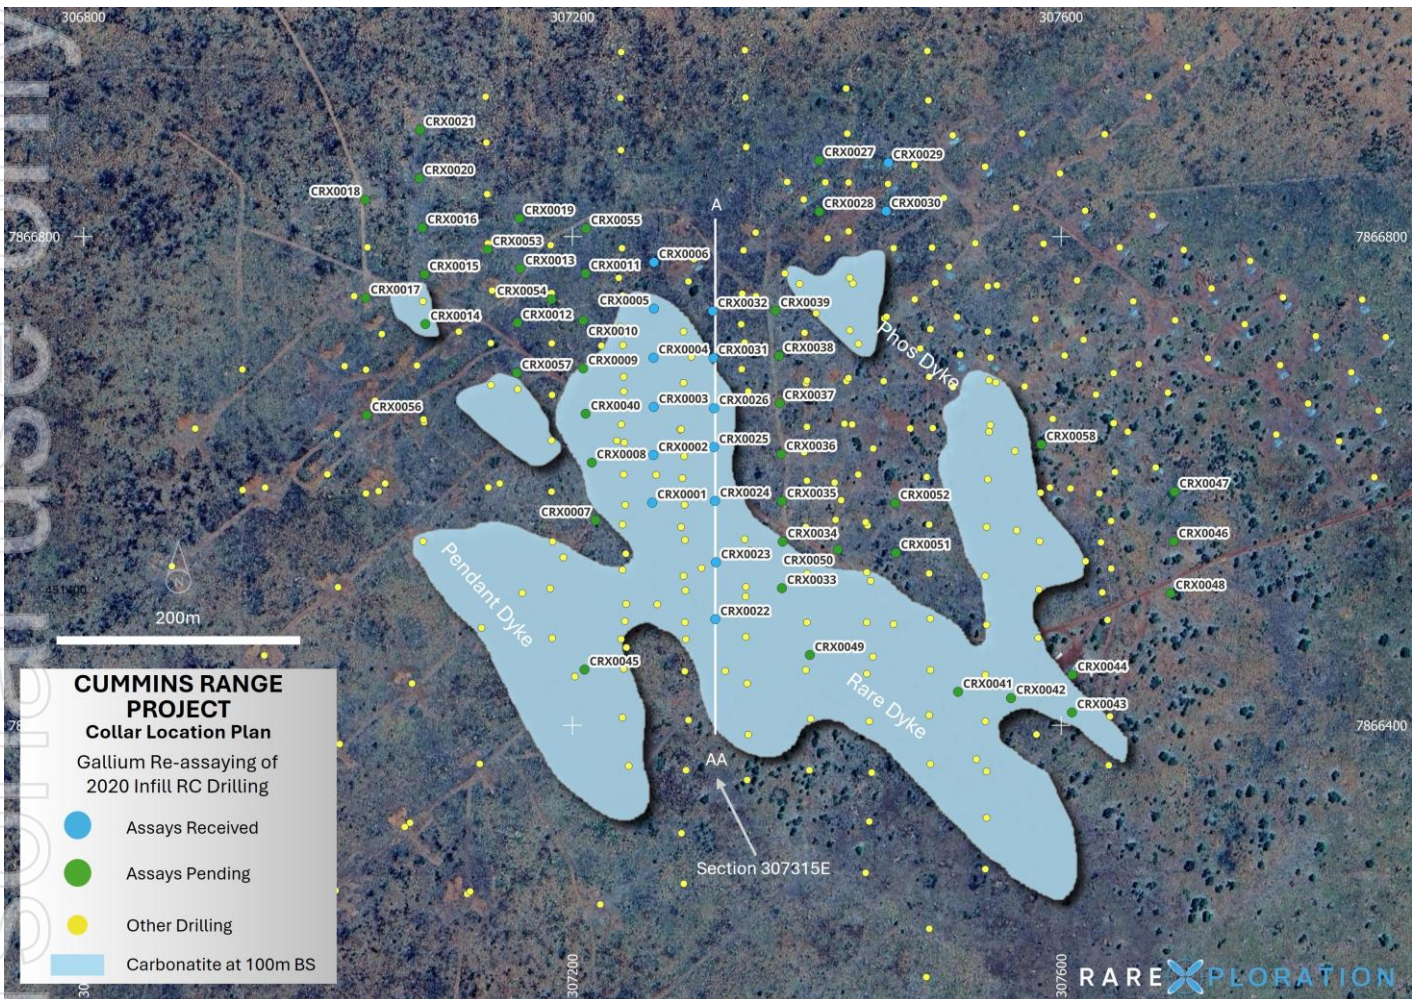 306800
307200
307600
CRX0021
CRX0027
CRX0029
CRX0020
CRX0018
CRX0028
CRX0030
A
CRX0019
CRX0016
CRX0055
7866800
7866800
CRX0053
CRX0006
CRX0013
CRX0015
CRX0011
CRX0017
CRX0054
CRX0005
CRX0032
CRX0039
CRX0014
CRX0012
CRX0010
Phos Dyke
CRX0004
CRX0031
CRX0038
CRX0057
CRX0009
CRX0003
CRX0026
CRX0037
CRX0056
CRX0040
CRX0058
CRX0002
CRX0025
CRX0036
CRX0008
CRX0047
CRX0001
CRX0024
CRX0035
CRX0052
CRX0007
CRX0034
CRX0046
Pendant Dyke
CRX0023
CRX0050
CRX0051
CRX0033
CRX0048
N
200m
CRX0022
CRX0049
CRX0045
CRX0044
Rare Dyke
CRX0041
CRX0042
CRX0043
7866400
AA
Section 307315E
CUMMINS RANGE
PROJECT
Collar Location Plan
Gallium Re-assaying of
2020 Infill RC Drilling
Assays Received
Assays Pending
Other Drilling
Carbonatite at 100m BS
307200
307600
RAREXPLORATION